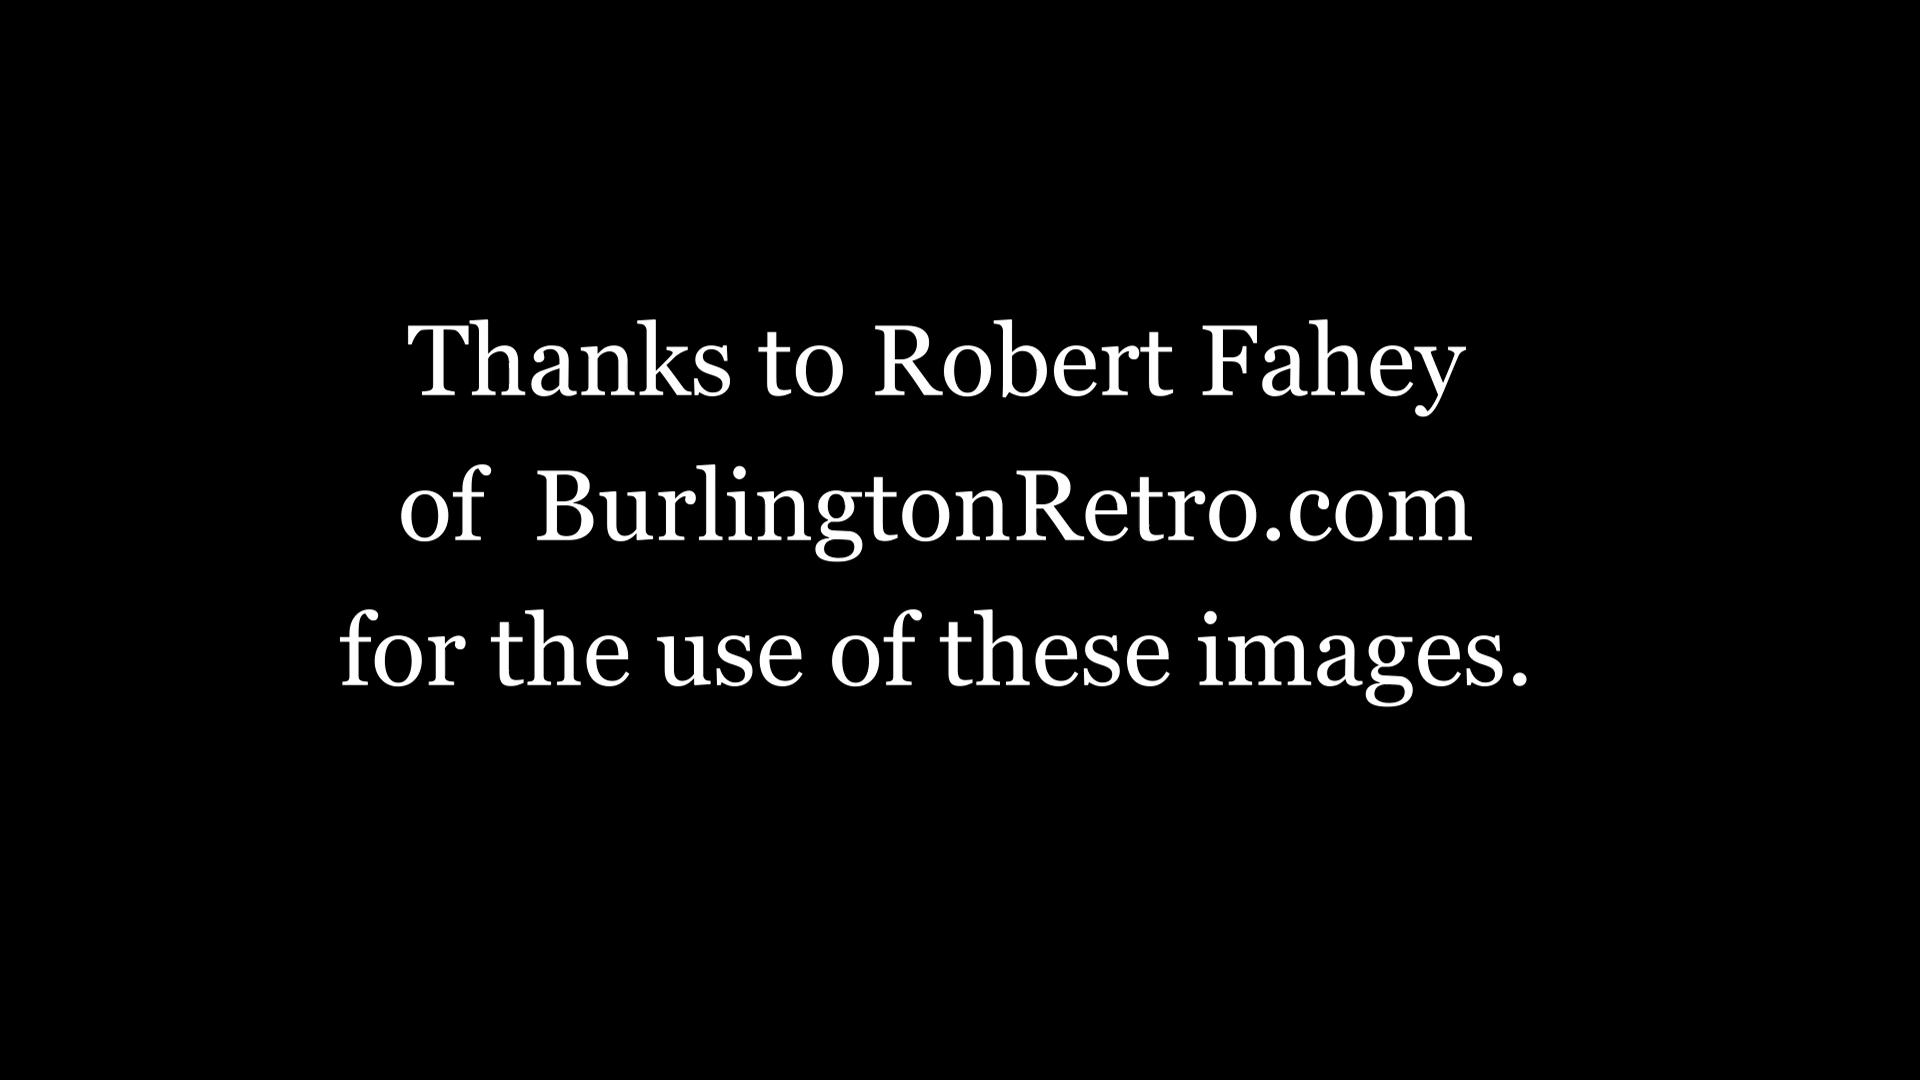 Thanks to Robert Fahey
of  BurlingtonRetro.com
for the use of these images.